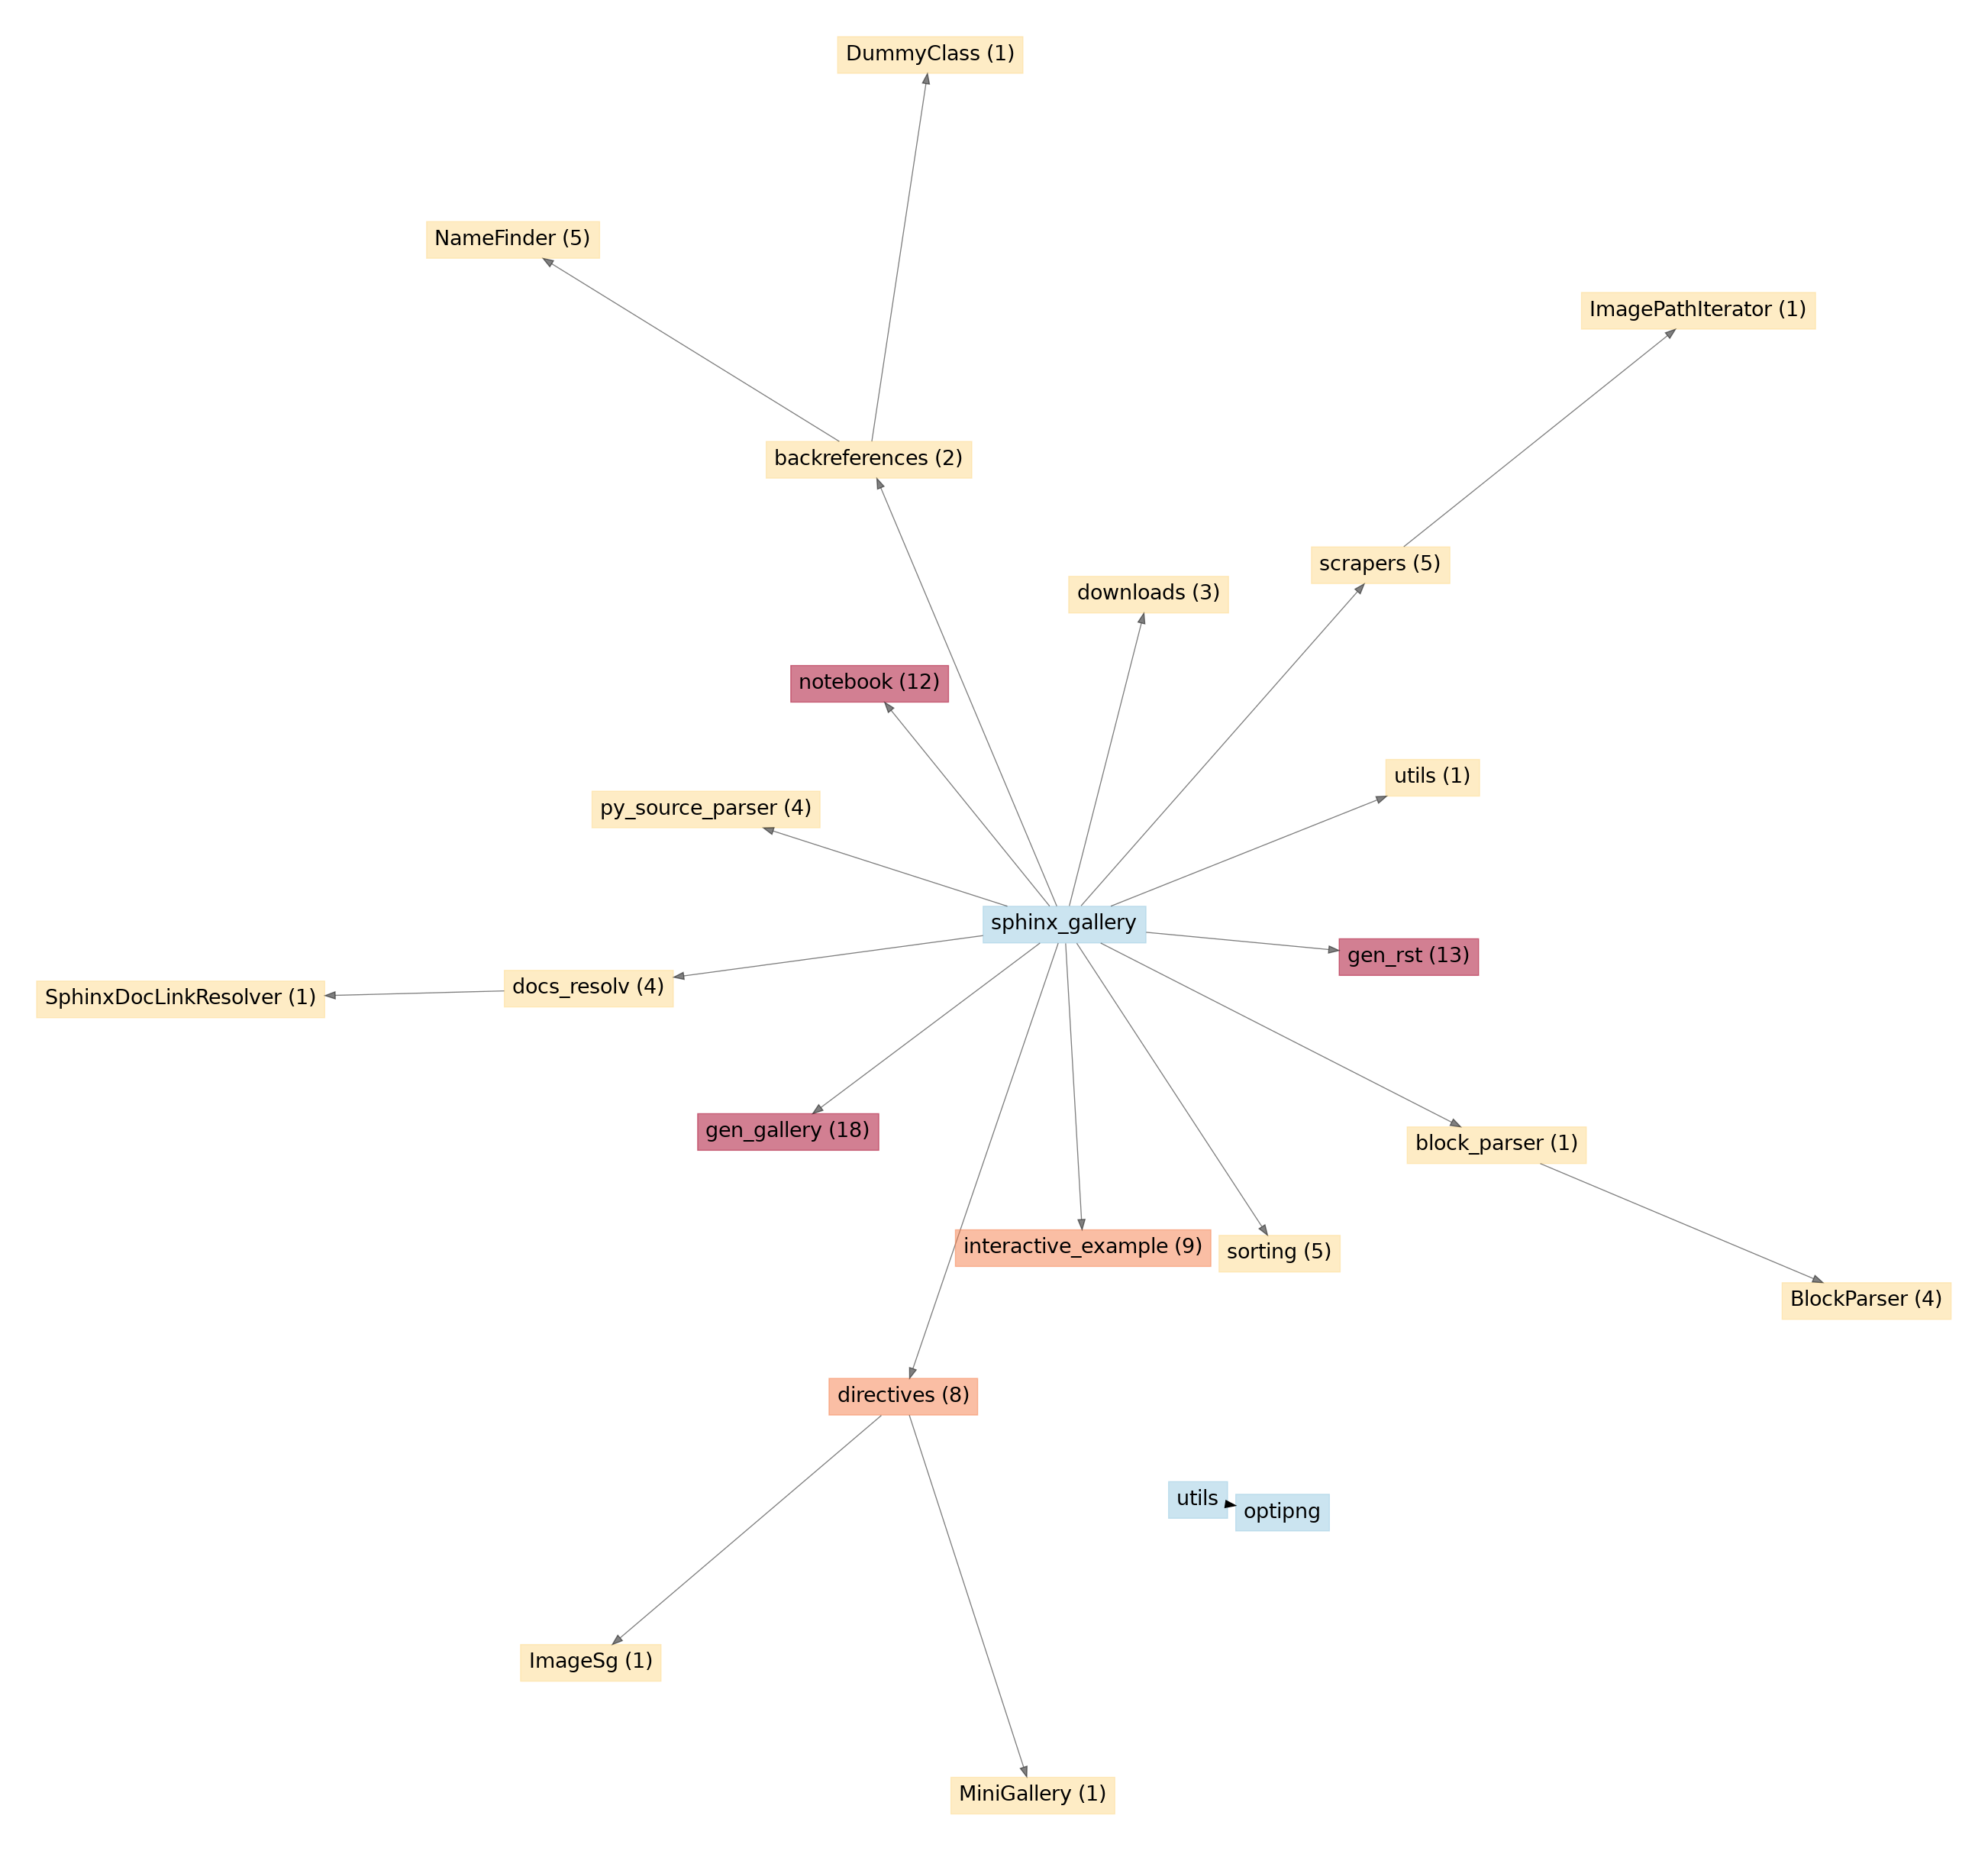 DummyClass (1)
NameFinder (5)
ImagePathIterator (1)
backreferences (2)
scrapers (5)
downloads (3)
notebook (12)
utils (1)
py_source_parser (4)
sphinx_gallery
gen_rst (13)
docs_resolv (4)
SphinxDocLinkResolver (1)
gen_gallery (18)
block_parser (1)
interactive_example (9)
sorting (5)
BlockParser (4)
directives (8)
utils
optipng
ImageSg (1)
MiniGallery (1)